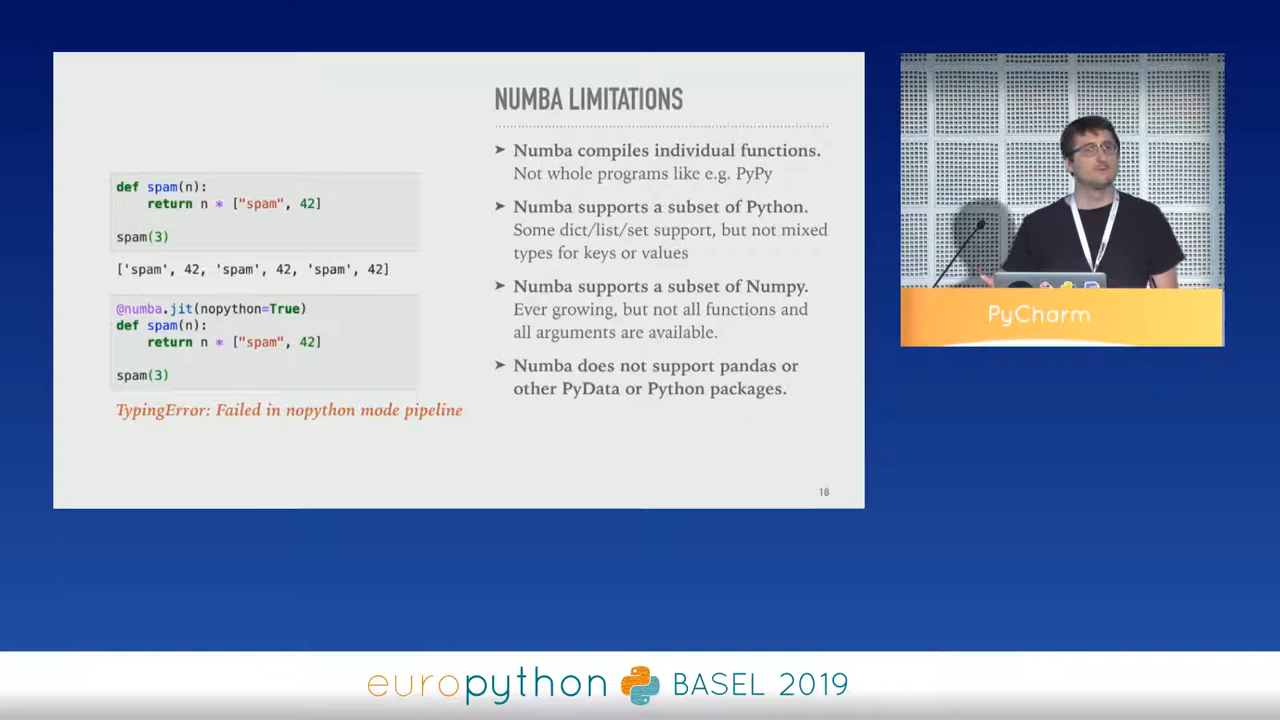 def spam(n):
return n * ["spam", 42]
spam(3)
['spam', 42, 'spam', 42, 'spam', 42]
@numba.jit(nopython=True)
def spam(n):
return n * ["spam", 42]
spam(3)
TypingError: Failed in nopython mode pipeline
NUMBA LIMITATIONS
➤ Numba compiles individual functions.
Not whole programs like e.g. PyPy
➤ Numba supports a subset of Python.
Some dict/list/set support, but not mixed
types for keys or values
➤ Numba supports a subset of Numpy.
Ever growing, but not all functions and
all arguments are available.
➤ Numba does not support pandas or
other PyData or Python packages.
18
PyCharm
europython BASEL 2019